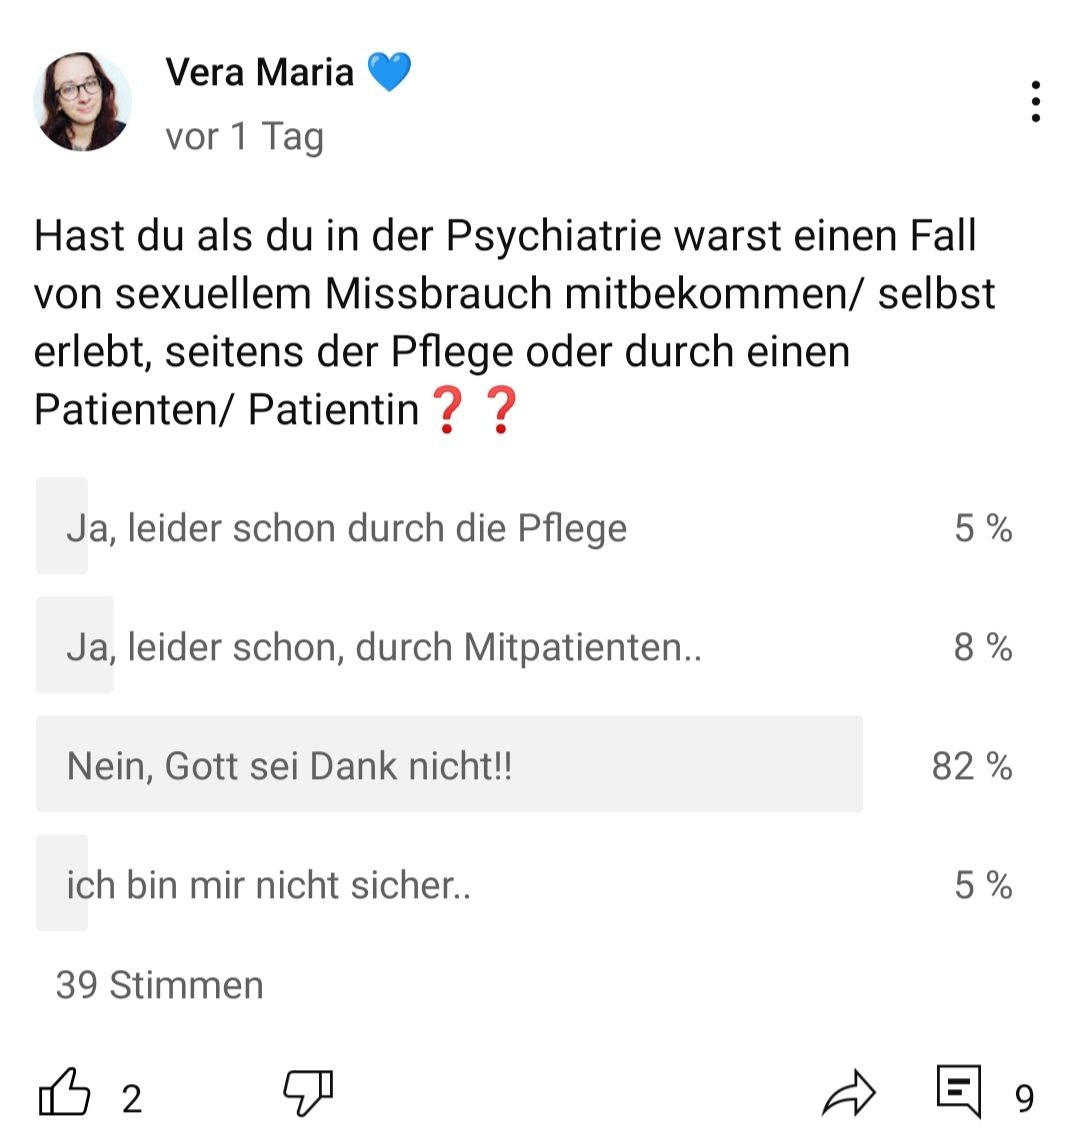 Vera Maria 💙
vor 1 Tag
Hast du als du in der Psychiatrie warst einen Fall
von sexuellem Missbrauch mitbekommen/ selbst
erlebt, seitens der Pflege oder durch einen
Patienten/ Patientin❓❓
Ja, leider schon durch die Pflege 5 %
Ja, leider schon, durch Mitpatienten.. 8 %
Nein, Gott sei Dank nicht!! 82 %
ich bin mir nicht sicher.. 5 %
39 Stimmen
2 9